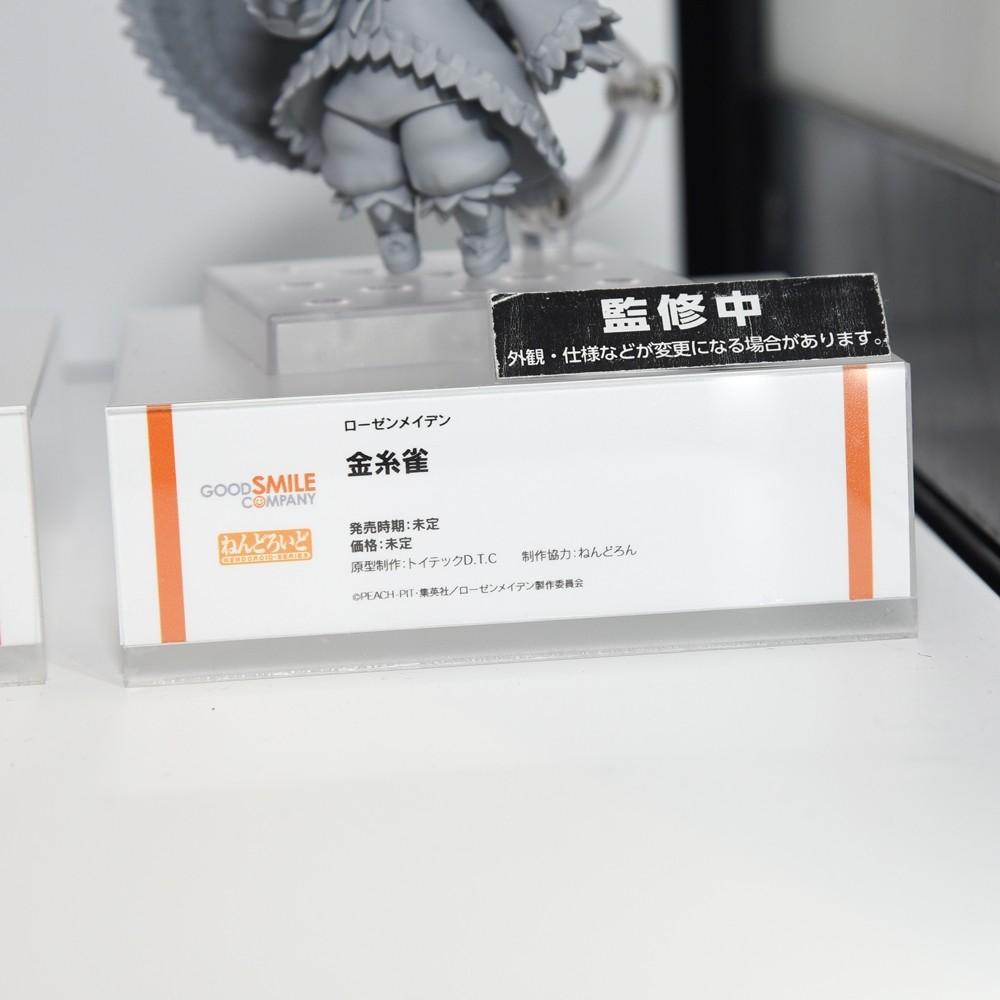 監修中
外観・仕様などが変更になる場合があります。
ローゼンメイデン
金糸雀
GOODSMILE
COMPANY
ねんどろいど
NENDOROID SERIES
発売時期：未定
価格：未定
原型制作：トイテックD.T.C 制作協力：ねんどろん
©PEACH-PIT・集英社／ローゼンメイデン製作委員会